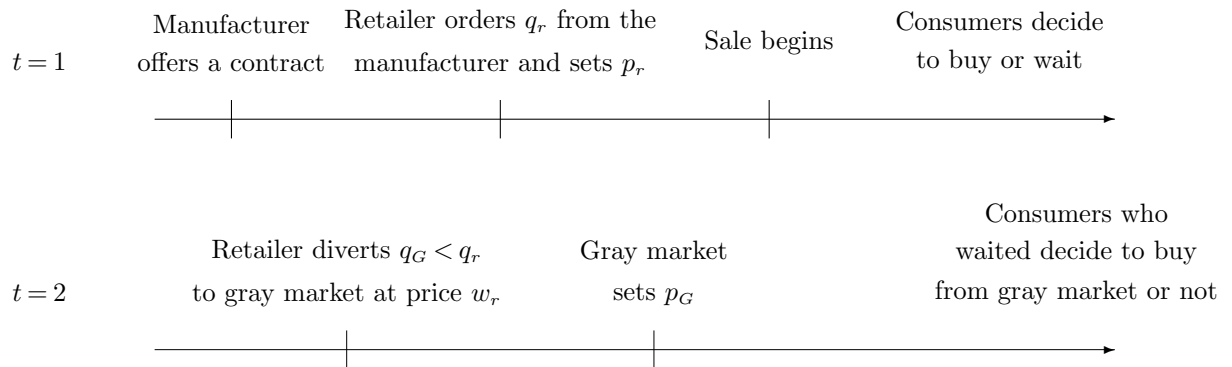 Manufacturer
offers a contract
Retailer orders q_r from the
manufacturer and sets p_r
Sale begins
Consumers decide
to buy or wait
t = 1
Retailer diverts q_G < q_r
to gray market at price w_r
Gray market
sets p_G
Consumers who
waited decide to buy
from gray market or not
t = 2